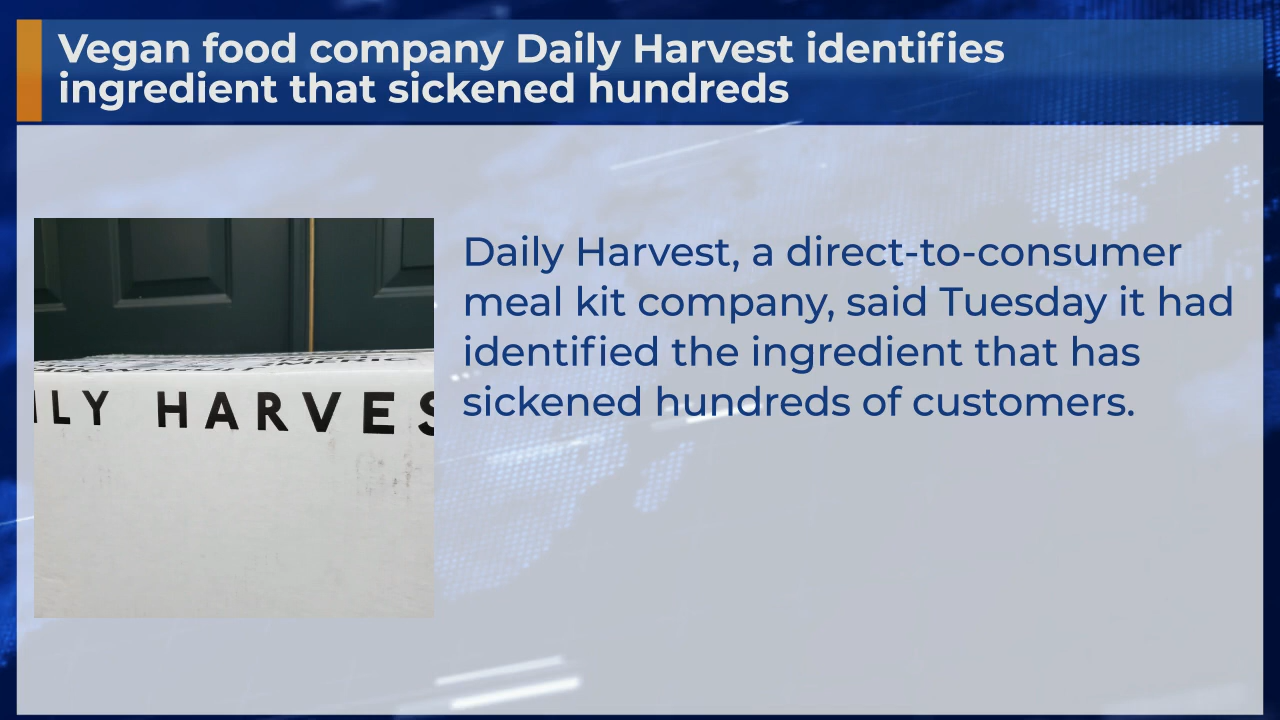 Vegan food company Daily Harvest identifies
ingredient that sickened hundreds
Daily Harvest, a direct-to-consumer
meal kit company, said Tuesday it had
identified the ingredient that has
sickened hundreds of customers.
ILY HARVES